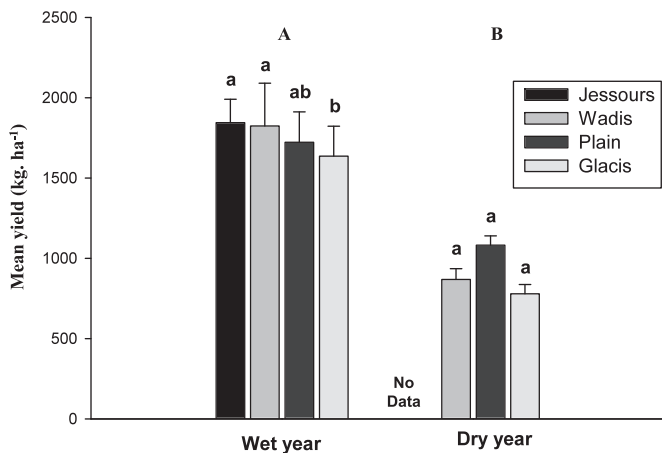 2500
2000
1500
1000
500
0
Mean yield (kg. ha⁻¹)
A
B
a
a
ab
b
a
a
a
No
Data
Wet year
Dry year
Jessours
Wadis
Plain
Glacis